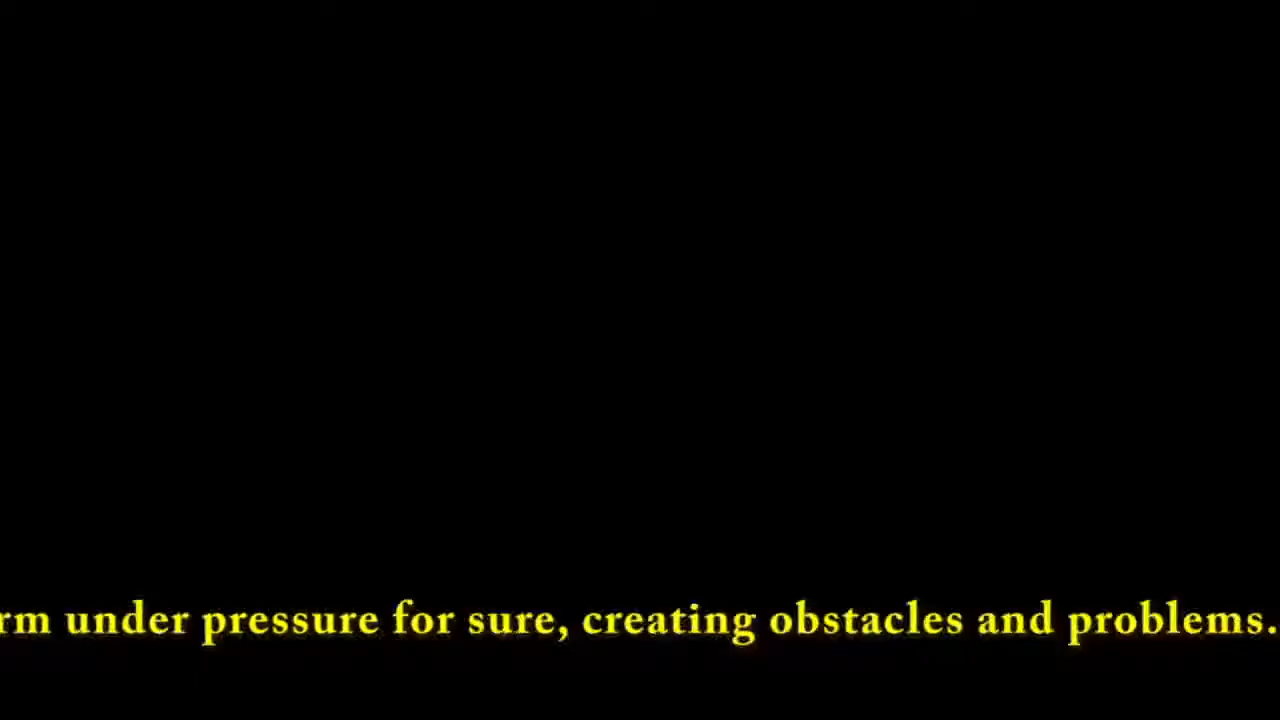 rm under pressure for sure, creating obstacles and problems.